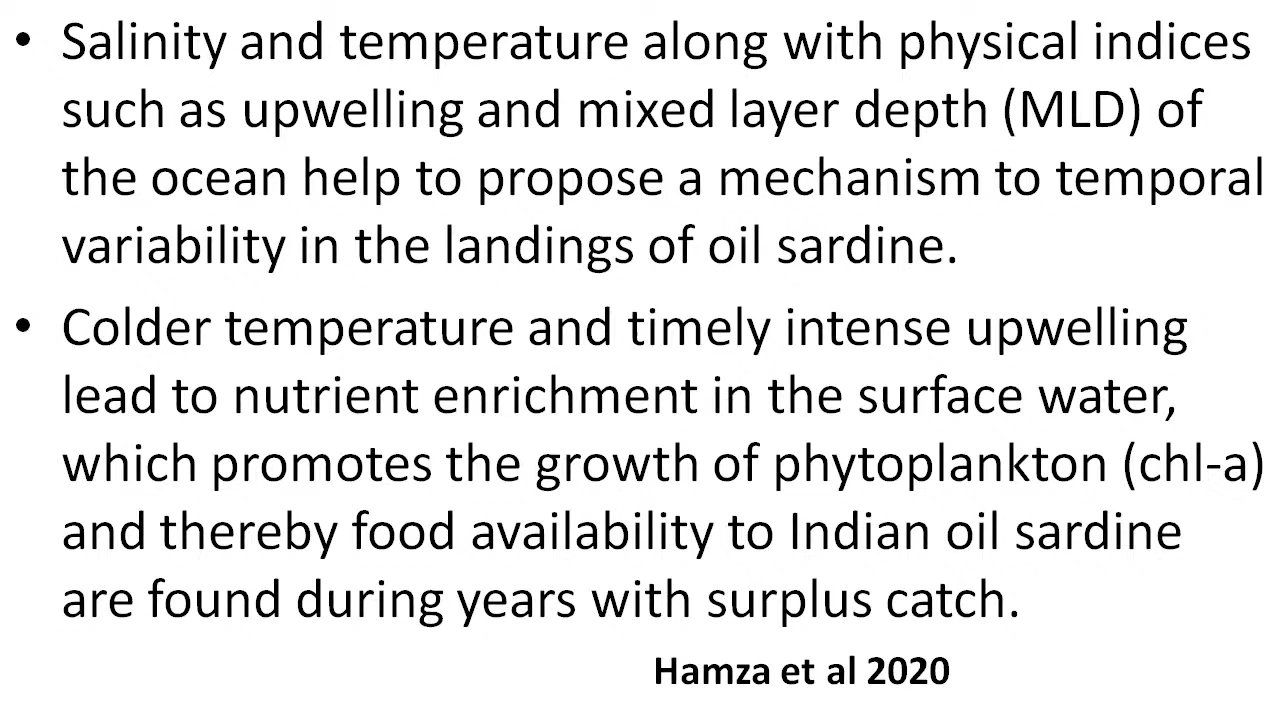 • Salinity and temperature along with physical indices
such as upwelling and mixed layer depth (MLD) of
the ocean help to propose a mechanism to temporal
variability in the landings of oil sardine.
• Colder temperature and timely intense upwelling
lead to nutrient enrichment in the surface water,
which promotes the growth of phytoplankton (chl-a)
and thereby food availability to Indian oil sardine
are found during years with surplus catch.
Hamza et al 2020